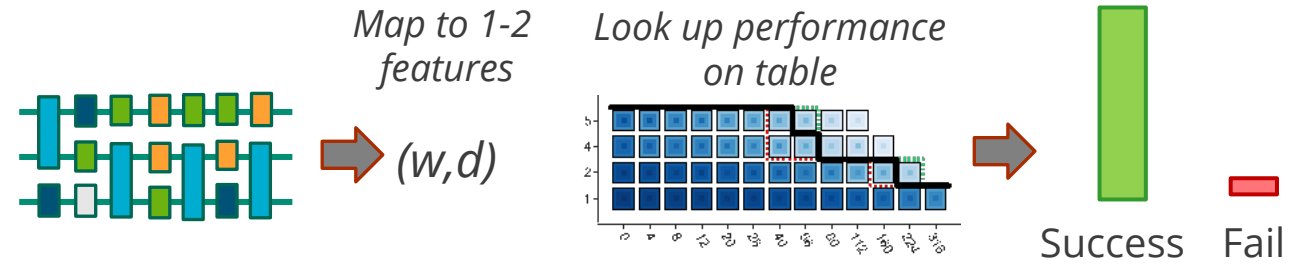 Map to 1-2
features
(w,d)
Look up performance
on table
5
4
2
1
0
4
8
12
20
28
40
56
80
112
160
224
316
Success
Fail